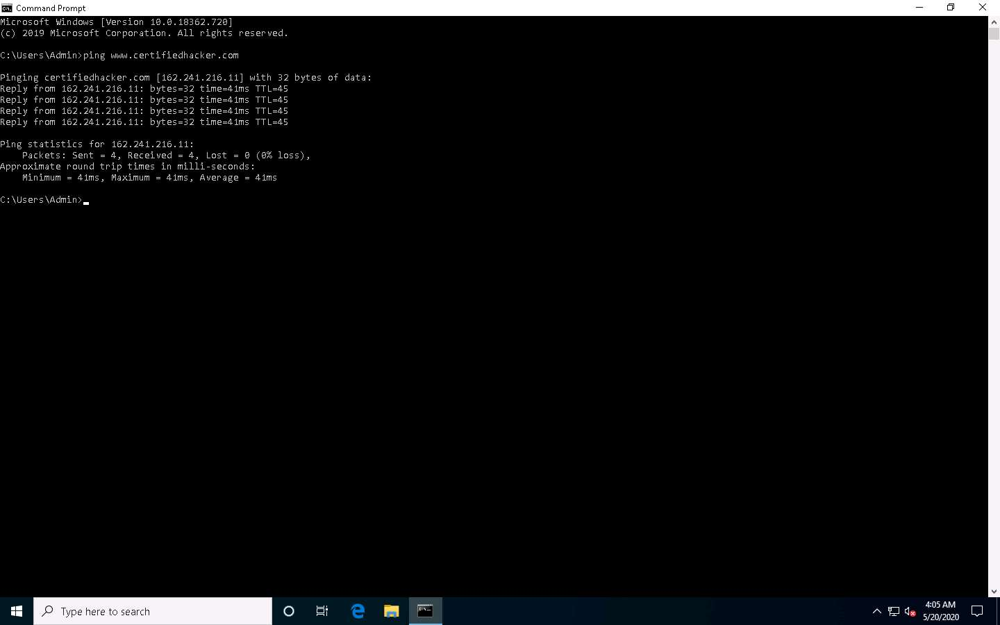 Command Prompt
Microsoft Windows [Version 10.0.18362.720]
(c) 2019 Microsoft Corporation. All rights reserved.
C:\Users\Admin>ping www.certifiedhacker.com
Pinging certifiedhacker.com [162.241.216.11] with 32 bytes of data:
Reply from 162.241.216.11: bytes=32 time=41ms TTL=45
Reply from 162.241.216.11: bytes=32 time=41ms TTL=45
Reply from 162.241.216.11: bytes=32 time=41ms TTL=45
Reply from 162.241.216.11: bytes=32 time=41ms TTL=45
Ping statistics for 162.241.216.11:
    Packets: Sent = 4, Received = 4, Lost = 0 (0% loss),
Approximate round trip times in milli-seconds:
    Minimum = 41ms, Maximum = 41ms, Average = 41ms
C:\Users\Admin>
Type here to search
4:05 AM
5/20/2020